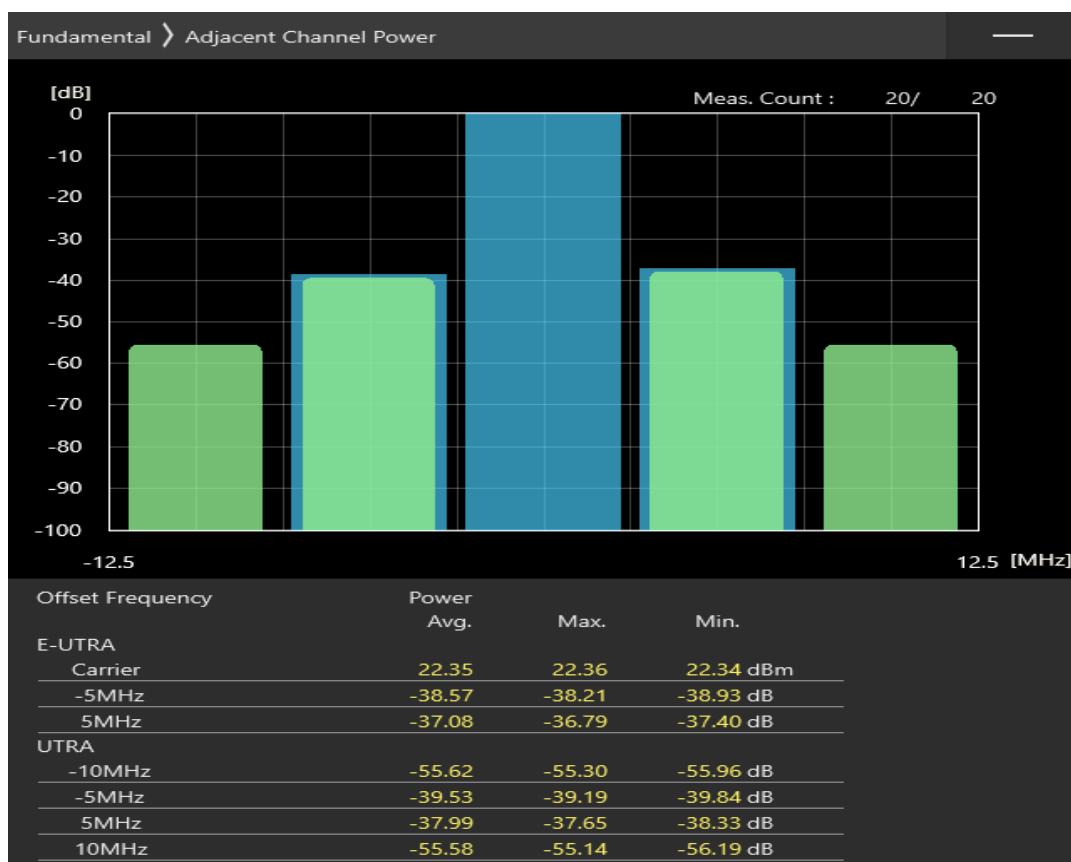 Fundamental 〉 Adjacent Channel Power
[dB]
Meas. Count : 20/ 20
0
-10
-20
-30
-40
-50
-60
-70
-80
-90
-100
-12.5 12.5 [MHz]
Offset Frequency Power
Avg. Max. Min.
E-UTRA
Carrier 22.35 22.36 22.34 dBm
-5MHz -38.57 -38.21 -38.93 dB
5MHz -37.08 -36.79 -37.40 dB
UTRA
-10MHz -55.62 -55.30 -55.96 dB
-5MHz -39.53 -39.19 -39.84 dB
5MHz -37.99 -37.65 -38.33 dB
10MHz -55.58 -55.14 -56.19 dB